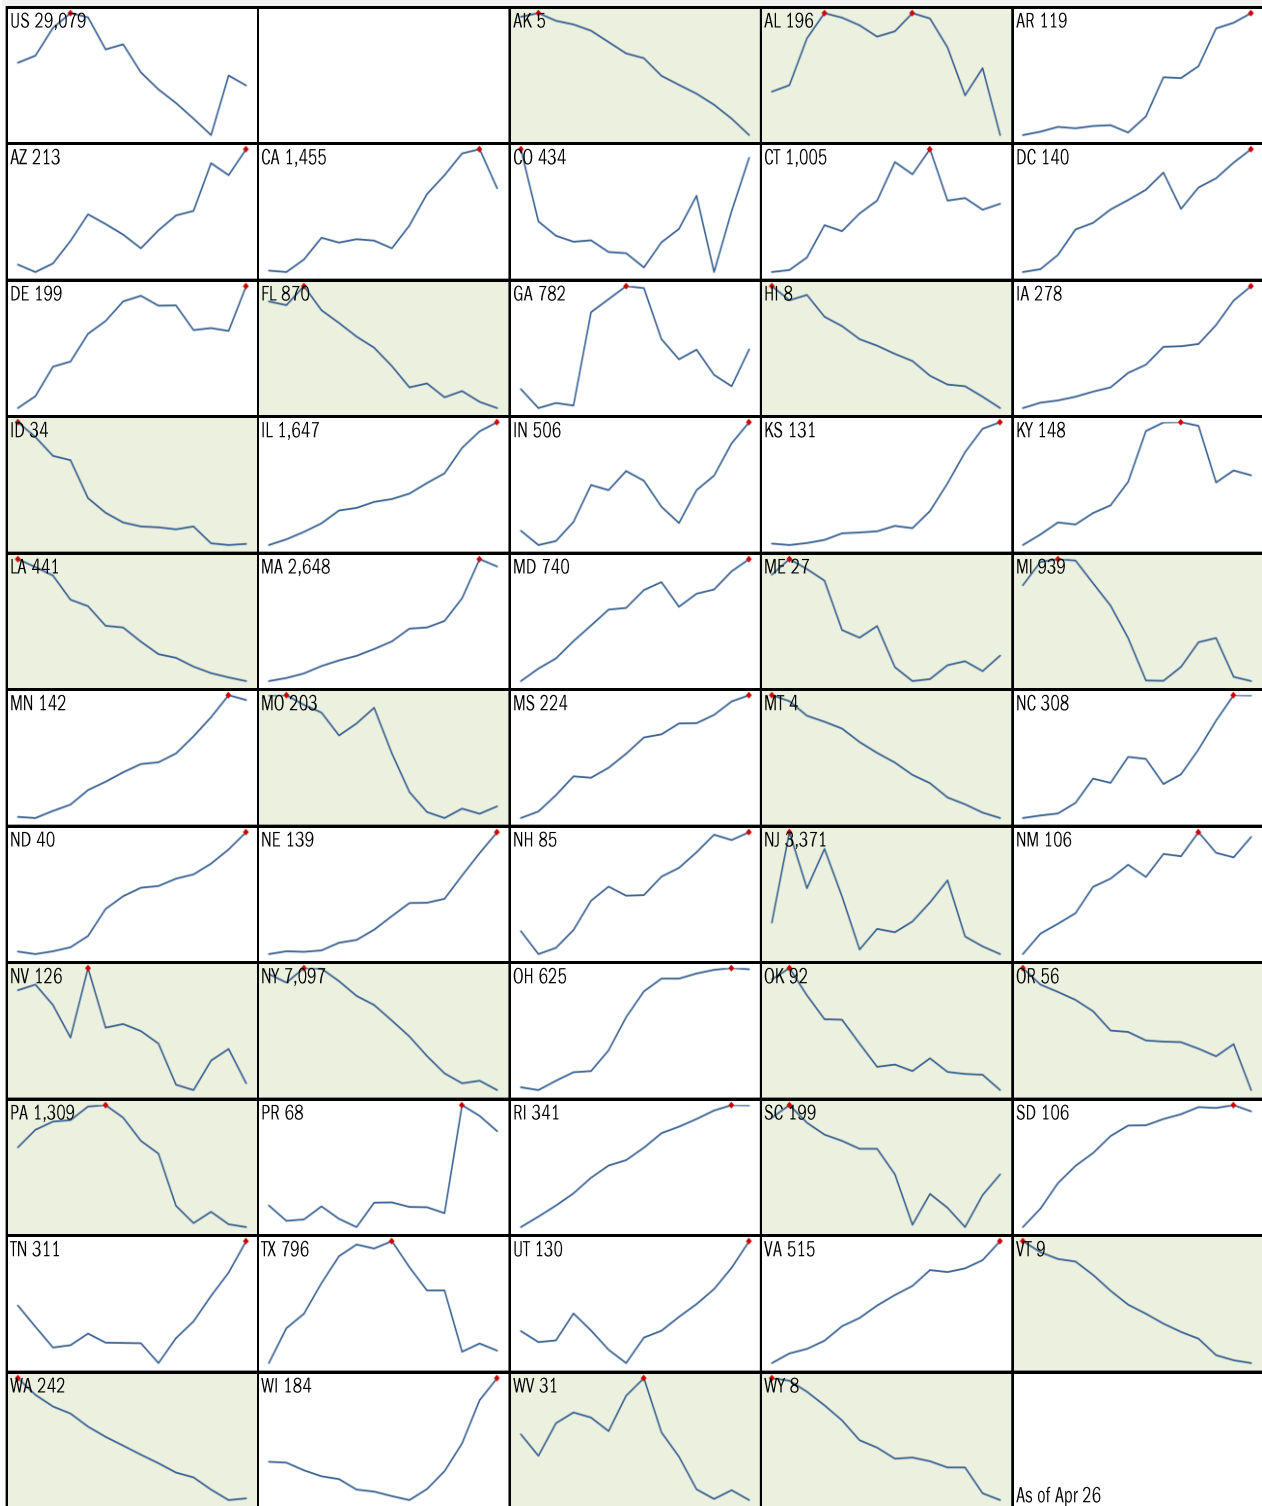 US 29,079
AK 5
AL 196
AR 119
AZ 213
CA 1,455
CO 434
CT 1,005
DC 140
DE 199
FL 870
GA 782
HI 8
IA 278
ID 34
IL 1,647
IN 506
KS 131
KY 148
LA 441
MA 2,648
MD 740
ME 27
MI 939
MN 142
MO 203
MS 224
MT 4
NC 308
ND 40
NE 139
NH 85
NJ 3,371
NM 106
NV 126
NY 7,097
OH 625
OK 92
OR 56
PA 1,309
PR 68
RI 341
SC 199
SD 106
TN 311
TX 796
UT 130
VA 515
VT 9
WA 242
WI 184
WV 31
WY 8
As of Apr 26